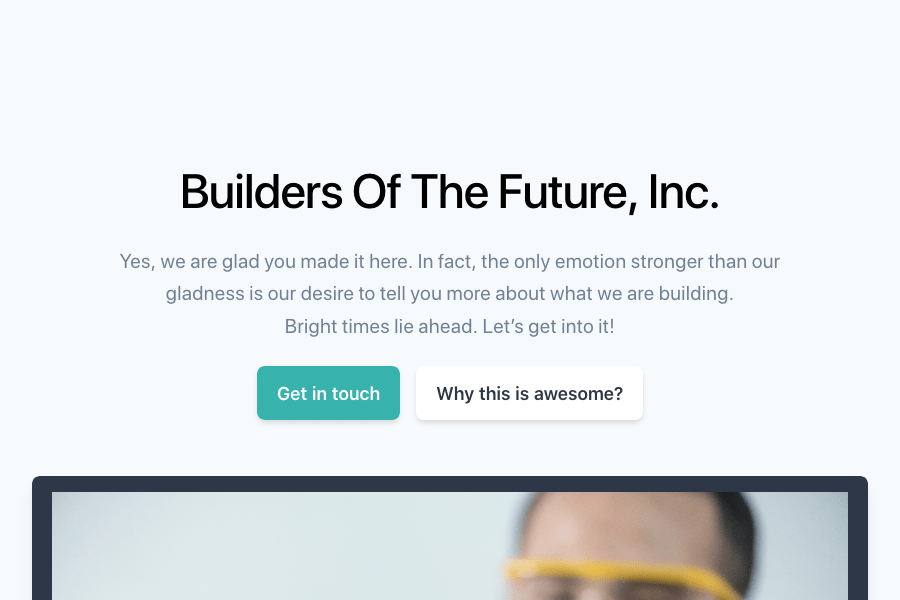 Builders Of The Future, Inc.
Yes, we are glad you made it here. In fact, the only emotion stronger than our
gladness is our desire to tell you more about what we are building.
Bright times lie ahead. Let’s get into it!
Get in touch
Why this is awesome?